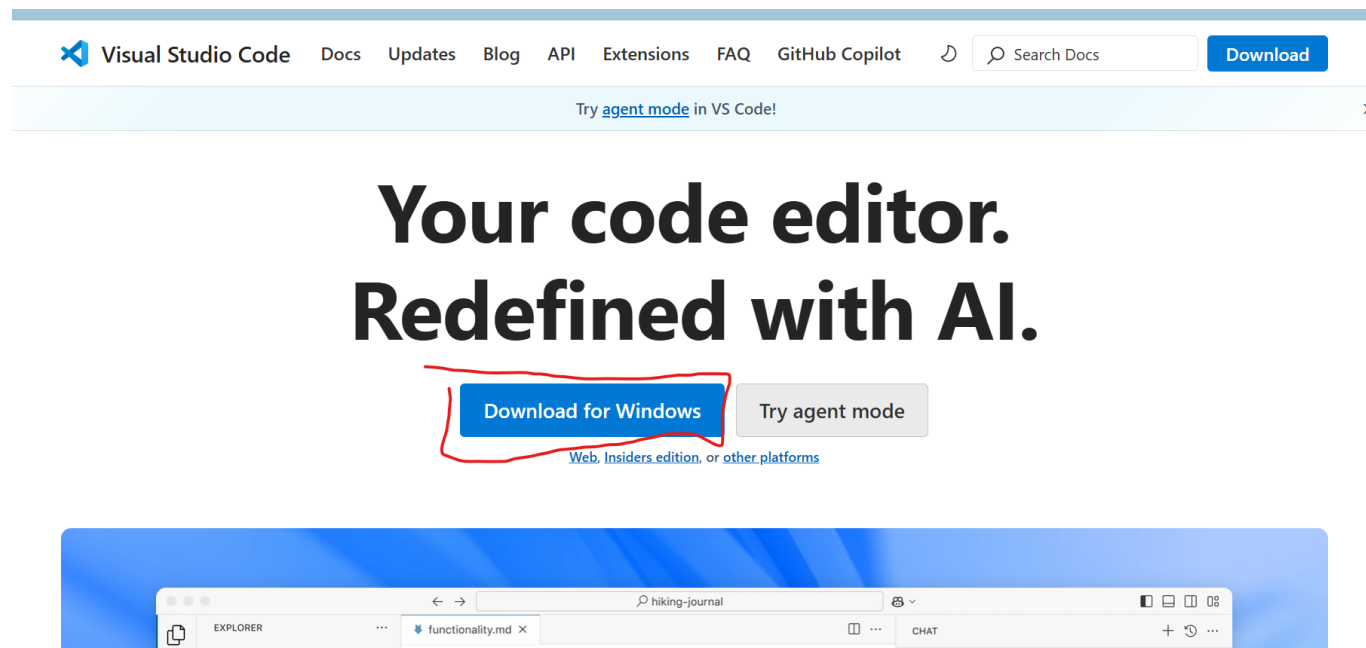 Visual Studio Code Docs Updates Blog API Extensions FAQ GitHub Copilot Search Docs Download
Try agent mode in VS Code!
Your code editor.
Redefined with AI.
Download for Windows Try agent mode
Web, Insiders edition, or other platforms
hiking-journal
EXPLORER ··· functionality.md × ··· CHAT ···